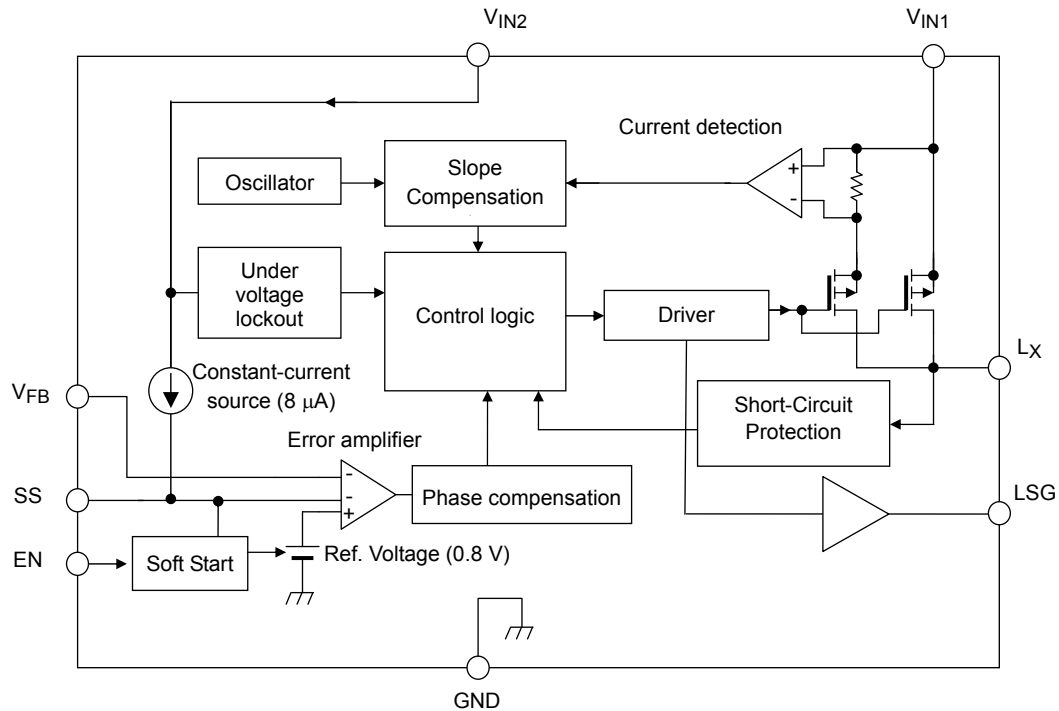 VIN2
VIN1
Current detection
Oscillator
Slope
Compensation
+
-
Under
voltage
lockout
Control logic
Driver
LX
Constant-current
source (8 μA)
VFB
Short-Circuit
Protection
Error amplifier
-
-
+
Phase compensation
SS
LSG
EN
Soft Start
Ref. Voltage (0.8 V)
GND